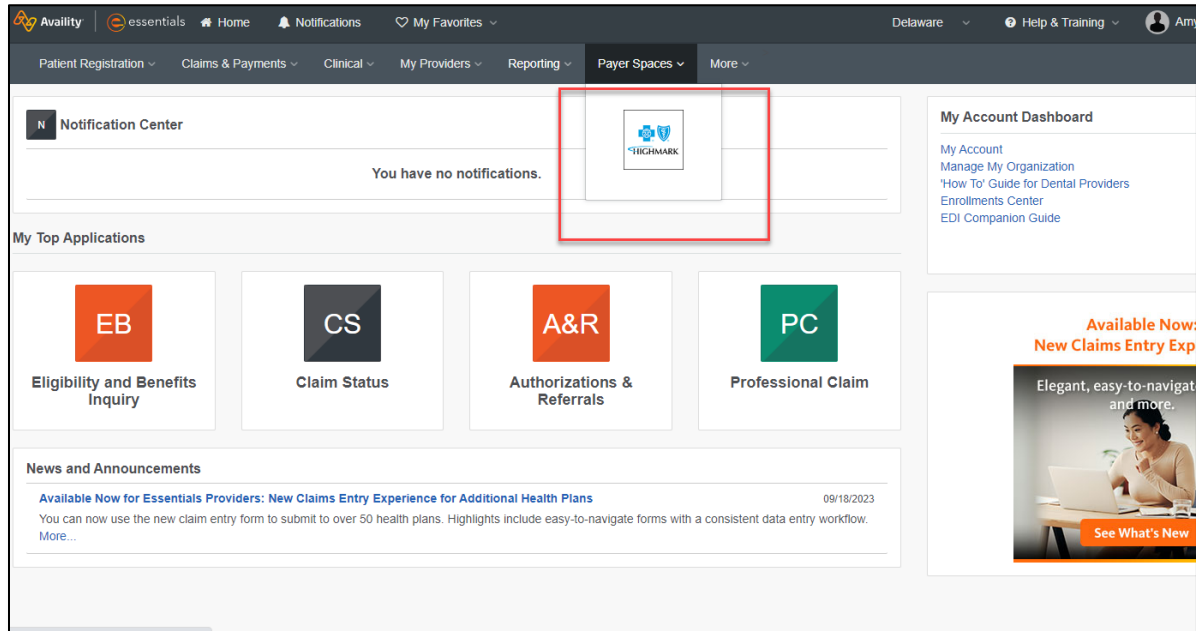 Availity essentials Home Notifications My Favorites Delaware Help & Training Amy
Patient Registration Claims & Payments Clinical My Providers Reporting Payer Spaces More
N Notification Center
You have no notifications.
HIGHMARK
My Account Dashboard
My Account
Manage My Organization
'How To' Guide for Dental Providers
Enrollments Center
EDI Companion Guide
My Top Applications
EB
Eligibility and Benefits
Inquiry
CS
Claim Status
A&R
Authorizations &
Referrals
PC
Professional Claim
Available Now:
New Claims Entry Exp
Elegant, easy-to-navigat
and more.
See What's New
News and Announcements
Available Now for Essentials Providers: New Claims Entry Experience for Additional Health Plans 09/18/2023
You can now use the new claim entry form to submit to over 50 health plans. Highlights include easy-to-navigate forms with a consistent data entry workflow.
More...